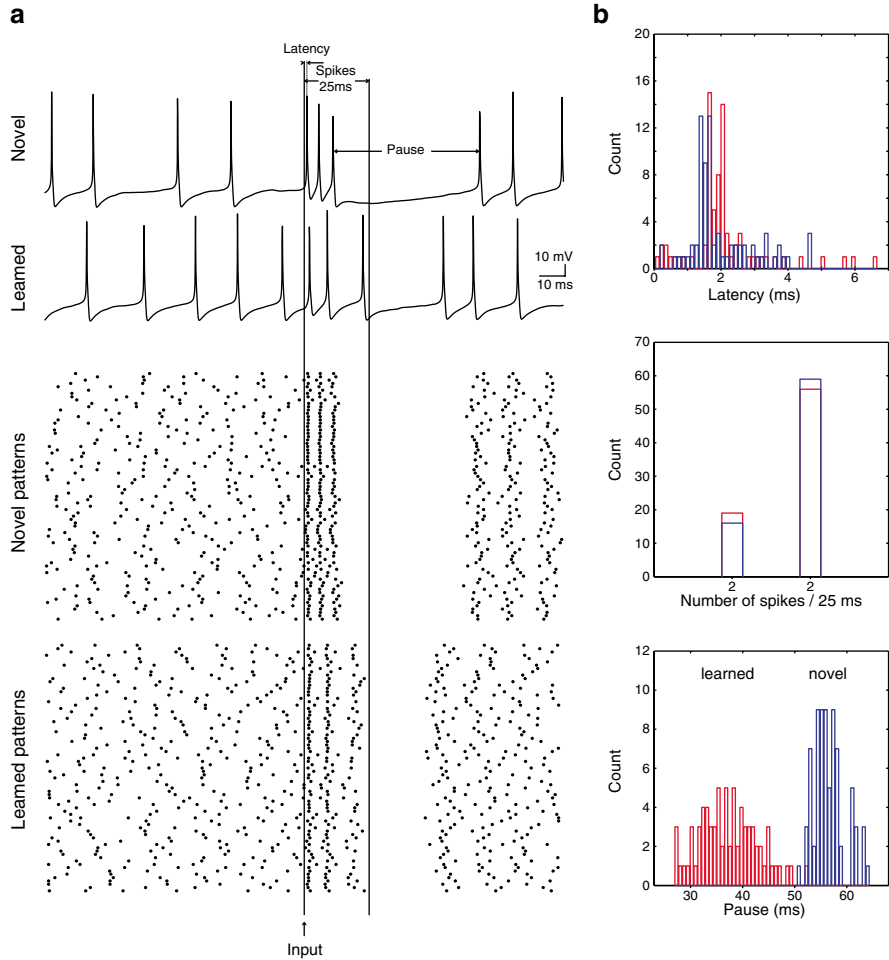 a
Latency
Spikes
25ms
Novel
Pause
Learned
10 mV
10 ms
Novel patterns
Learned patterns
Input
b
20
16
12
8
4
0
Count
0
2
4
6
Latency (ms)
70
60
50
40
30
20
10
0
Count
2
2
Number of spikes / 25 ms
12
10
8
6
4
2
0
Count
learned
novel
30
40
50
60
Pause (ms)